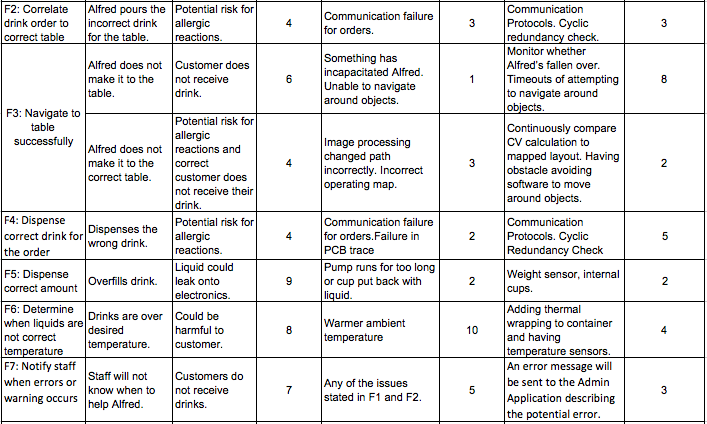 F2: Correlate
drink order to
correct table
Alfred pours the
incorrect drink
for the table.
Potential risk for
allergic
reactions.
4
Communication failure
for orders.
3
Communication
Protocols. Cyclic
redundancy check.
3
F3: Navigate to
table
successfully
Alfred does not
make it to the
table.
Customer does
not receive
drink.
6
Something has
incapacitated Alfred.
Unable to navigate
around objects.
1
Monitor whether
Alfred's fallen over.
Timeouts of attempting
to navigate around
objects.
8
Alfred does not
make it to the
correct table.
Potential risk for
allergic
reactions and
correct
customer does
not receive their
drink.
4
Image processing
changed path
incorrectly. Incorrect
operating map.
3
Continuously compare
CV calculation to
mapped layout. Having
obstacle avoiding
software to move
around objects.
2
F4: Dispense
correct drink for
the order
Dispenses the
wrong drink.
Potential risk for
allergic
reactions.
4
Communication failure
for orders.Failure in
PCB trace
2
Communication
Protocols. Cyclic
Redundancy Check
5
F5: Dispense
correct amount
Overfills drink.
Liquid could
leak onto
electronics.
9
Pump runs for too long
or cup put back with
liquid.
2
Weight sensor, internal
cups.
2
F6: Determine
when liquids are
not correct
temperature
Drinks are over
desired
temperature.
Could be
harmful to
customer.
8
Warmer ambient
temperature
10
Adding thermal
wrapping to container
and having
temperature sensors.
4
F7: Notify staff
when errors or
warning occurs
Staff will not
know when to
help Alfred.
Customers do
not receive
drinks.
7
Any of the issues
stated in F1 and F2.
5
An error message will
be sent to the Admin
Application describing
the potential error.
3